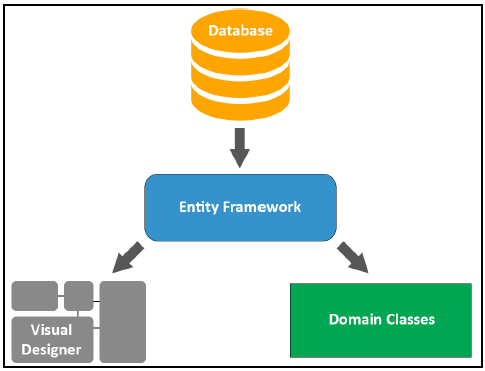 Database
Entity Framework
Visual
Designer
Domain Classes